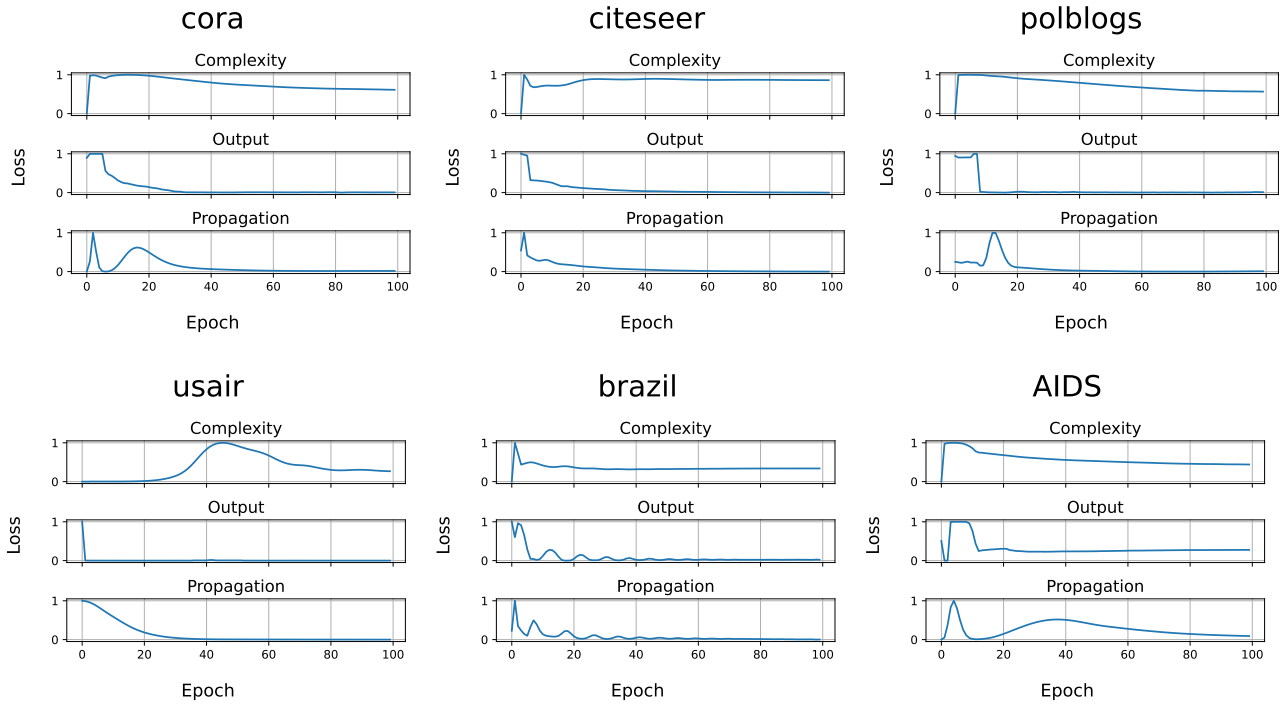 cora
Complexity
1
0
Output
1
0
Propagation
1
0
0 20 40 60 80 100
Loss
Epoch
citeseer
Complexity
1
0
Output
1
0
Propagation
1
0
0 20 40 60 80 100
Loss
Epoch
polblogs
Complexity
1
0
Output
1
0
Propagation
1
0
0 20 40 60 80 100
Loss
Epoch
usair
Complexity
1
0
Output
1
0
Propagation
1
0
0 20 40 60 80 100
Loss
Epoch
brazil
Complexity
1
0
Output
1
0
Propagation
1
0
0 20 40 60 80 100
Loss
Epoch
AIDS
Complexity
1
0
Output
1
0
Propagation
1
0
0 20 40 60 80 100
Loss
Epoch